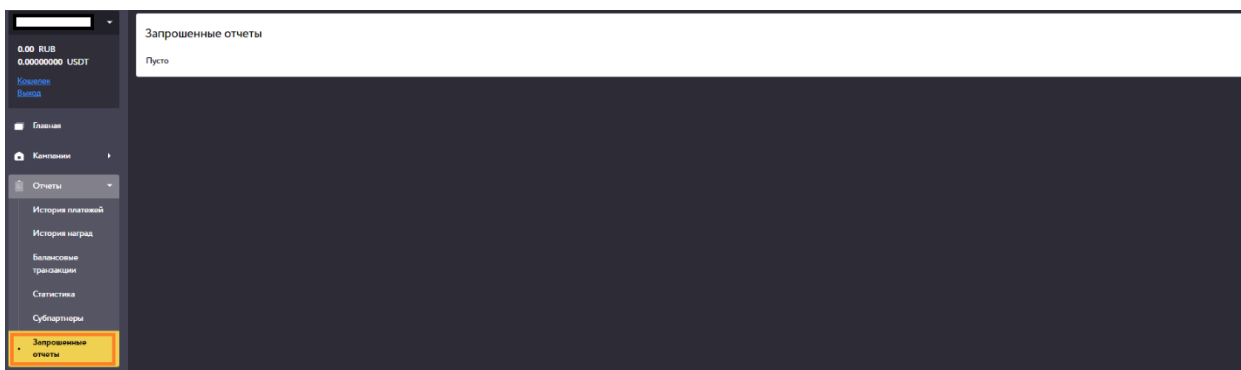 0.00 RUB
0.00000000 USDT
Кошелек
Выход
Главная
Кампании
Отчеты
История платежей
История наград
Балансовые
транзакции
Статистика
Субпартнеры
Запрошенные
отчеты
Запрошенные отчеты
Пусто